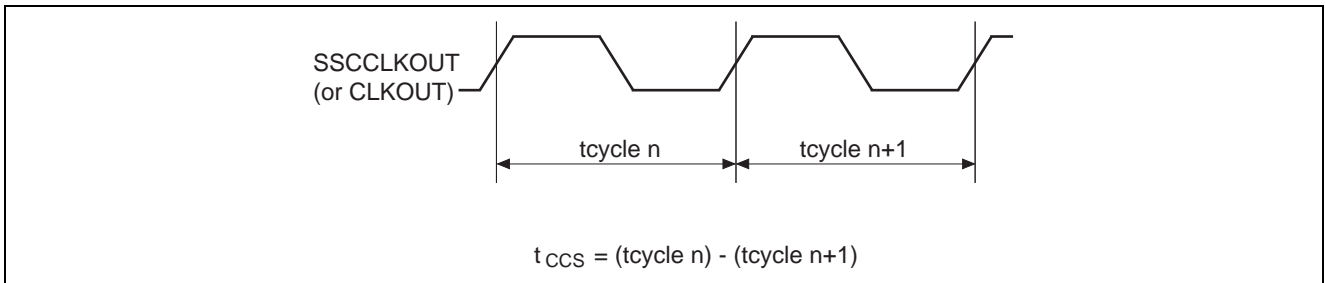 SSCCLKOUT
(or CLKOUT)
tcycle n
tcycle n+1
t CCS = (tcycle n) - (tcycle n+1)